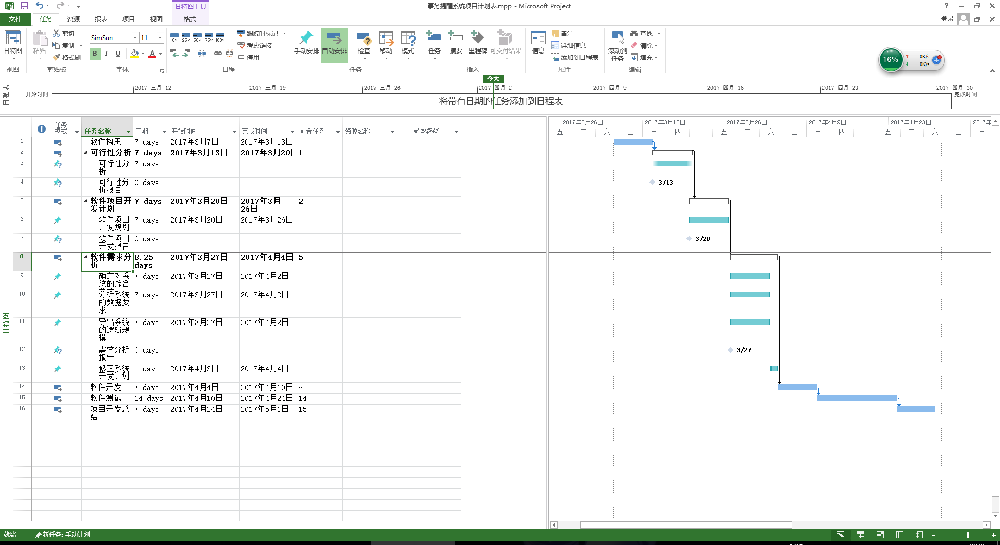 甘特图工具
事务提醒系统项目计划表.mpp - Microsoft Project
文件 任务 资源 报表 项目 视图 格式
登录
甘特图
视图
粘贴
剪切
复制
格式刷
剪贴板
SimSun 11
B I U A
字体
0% 25% 50% 75% 100%
跟踪时标记
考虑链接
停用
日程
手动安排 自动安排 检查 移动 模式
任务
任务 摘要 里程碑 可交付结果
插入
信息
备注
详细信息
添加到日程表
属性
滚动到
任务
查找
清除
填充
编辑
16%
0K/s
0K/s
日程表
今天
2017 三月 12 2017 三月 19 2017 三月 26 2017 四月 2 2017 四月 9 2017 四月 16 2017 四月 23 2017 四月 30
开始时间
完成时间
将带有日期的任务添加到日程表
任务
模式 任务名称 工期 开始时间 完成时间 前置任务 资源名称 添加新列
2017年2月26日 2017年3月12日 2017年3月26日 2017年4月9日 2017年4月23日 2017年
五 二 六 三 日 四 一 五 二 六 三 日 四 一 五 二 六 三 日
1 软件构思 7 days 2017年3月7日 2017年3月13日
2 可行性分析 7 days 2017年3月13日 2017年3月20日 1
3 可行性分
析 7 days
4 可行性分
析报告 0 days
3/13
5 软件项目开
发计划 7 days 2017年3月20日 2017年3月
26日 2
6 软件项目
开发规划 7 days 2017年3月20日 2017年3月26日
7 软件项目
开发报告 0 days
3/20
8 软件需求分
析 8.25
days 2017年3月27日 2017年4月4日 5
9 确定对系
统的综合 7 days 2017年3月27日 2017年4月2日
10 分析系统
的数据要
求 7 days 2017年3月27日 2017年4月2日
11 导出系统
的逻辑规
模 7 days 2017年3月27日 2017年4月2日
12 需求分析
报告 0 days
3/27
13 修正系统
开发计划 1 day 2017年4月3日 2017年4月4日
14 软件开发 7 days 2017年4月4日 2017年4月10日 8
15 软件测试 14 days 2017年4月10日 2017年4月24日 14
16 项目开发总
结 7 days 2017年4月24日 2017年5月1日 15
甘特图
就绪 新任务: 手动计划